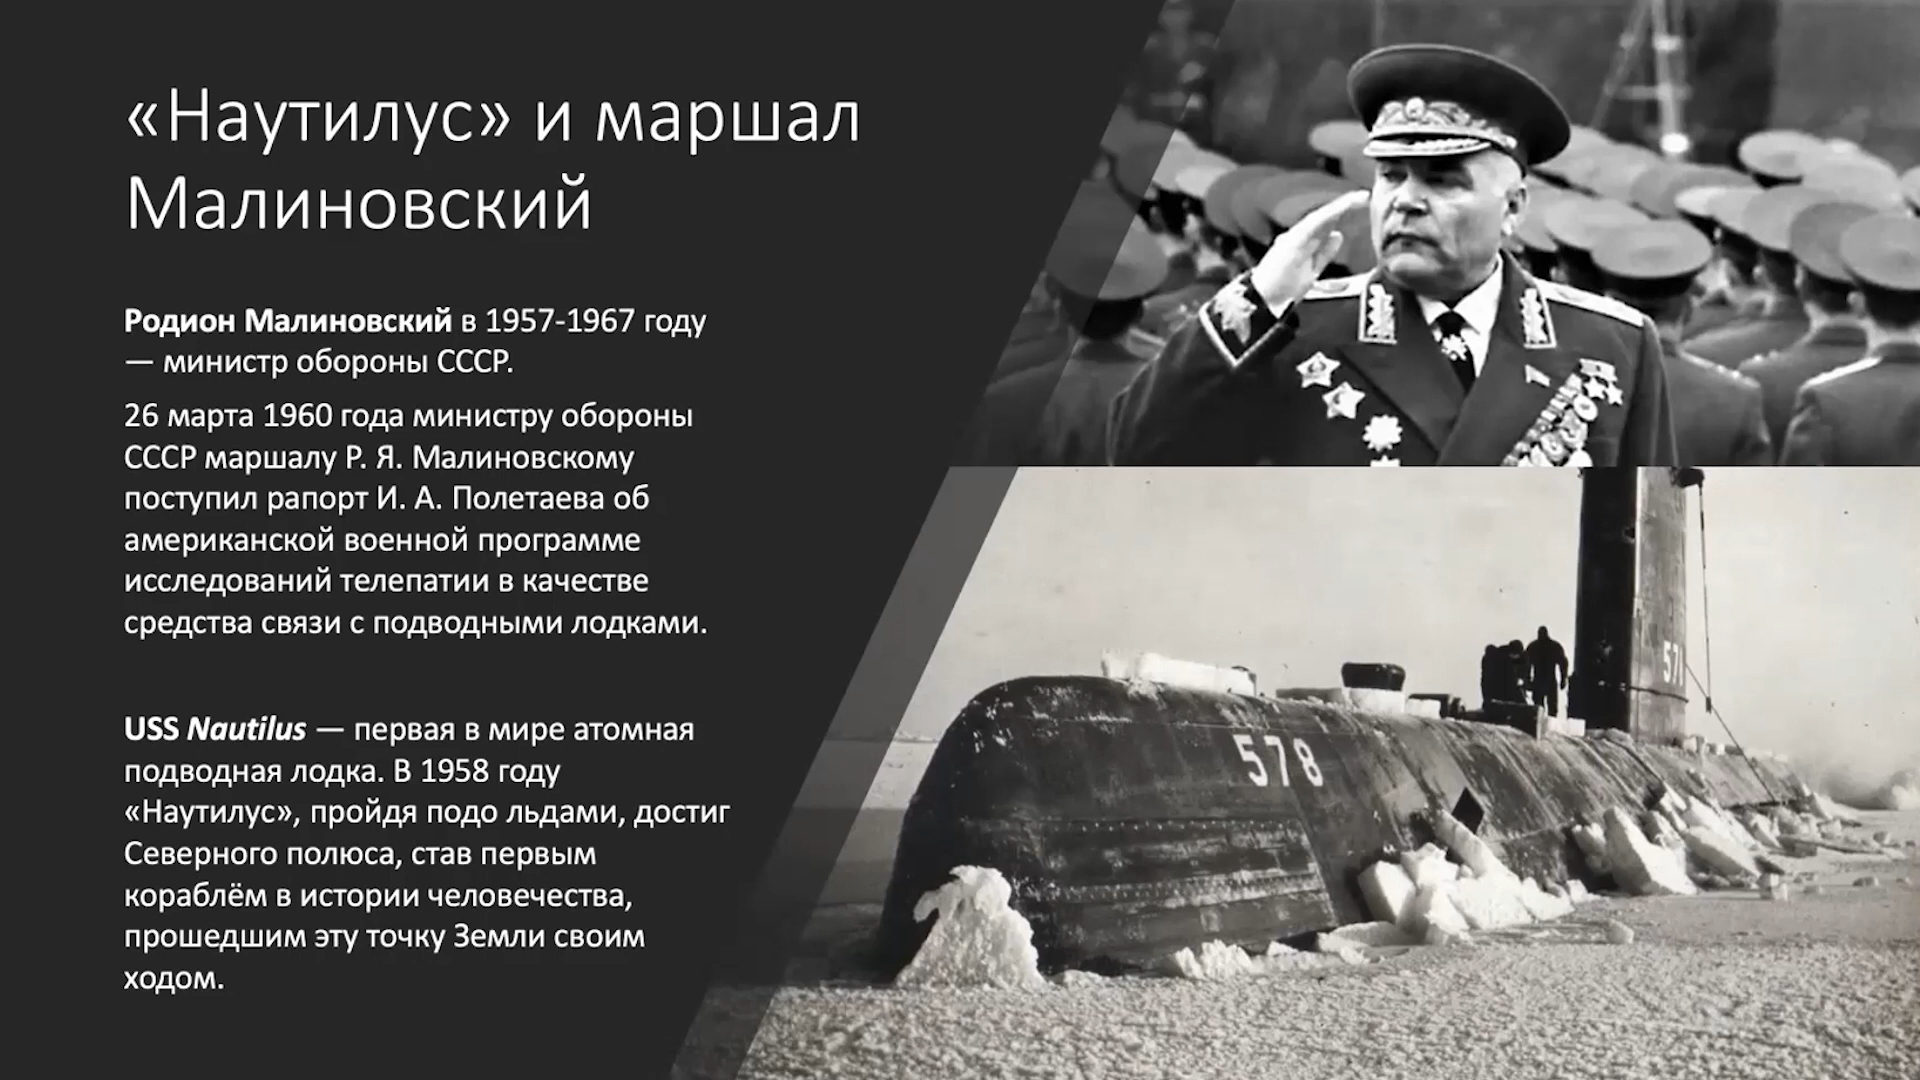 «Наутилус» и маршал
Малиновский
Родион Малиновский в 1957-1967 году
— министр обороны СССР.
26 марта 1960 года министру обороны
СССР маршалу Р. Я. Малиновскому
поступил рапорт И. А. Полетаева об
американской военной программе
исследований телепатии в качестве
средства связи с подводными лодками.
USS Nautilus — первая в мире атомная
подводная лодка. В 1958 году
«Наутилус», пройдя подо льдами, достиг
Северного полюса, став первым
кораблём в истории человечества,
прошедшим эту точку Земли своим
ходом.
578